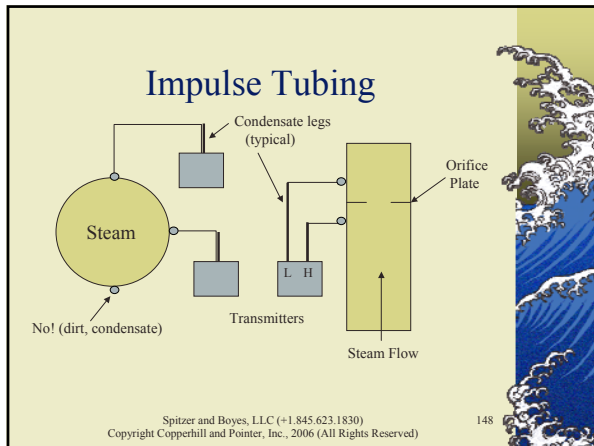 Impulse Tubing
Condensate legs
(typical)
Orifice
Plate
Steam
L H
Transmitters
No! (dirt, condensate)
Steam Flow
Spitzer and Boyes, LLC (+1.845.623.1830)
Copyright Copperhill and Pointer, Inc., 2006 (All Rights Reserved)
148